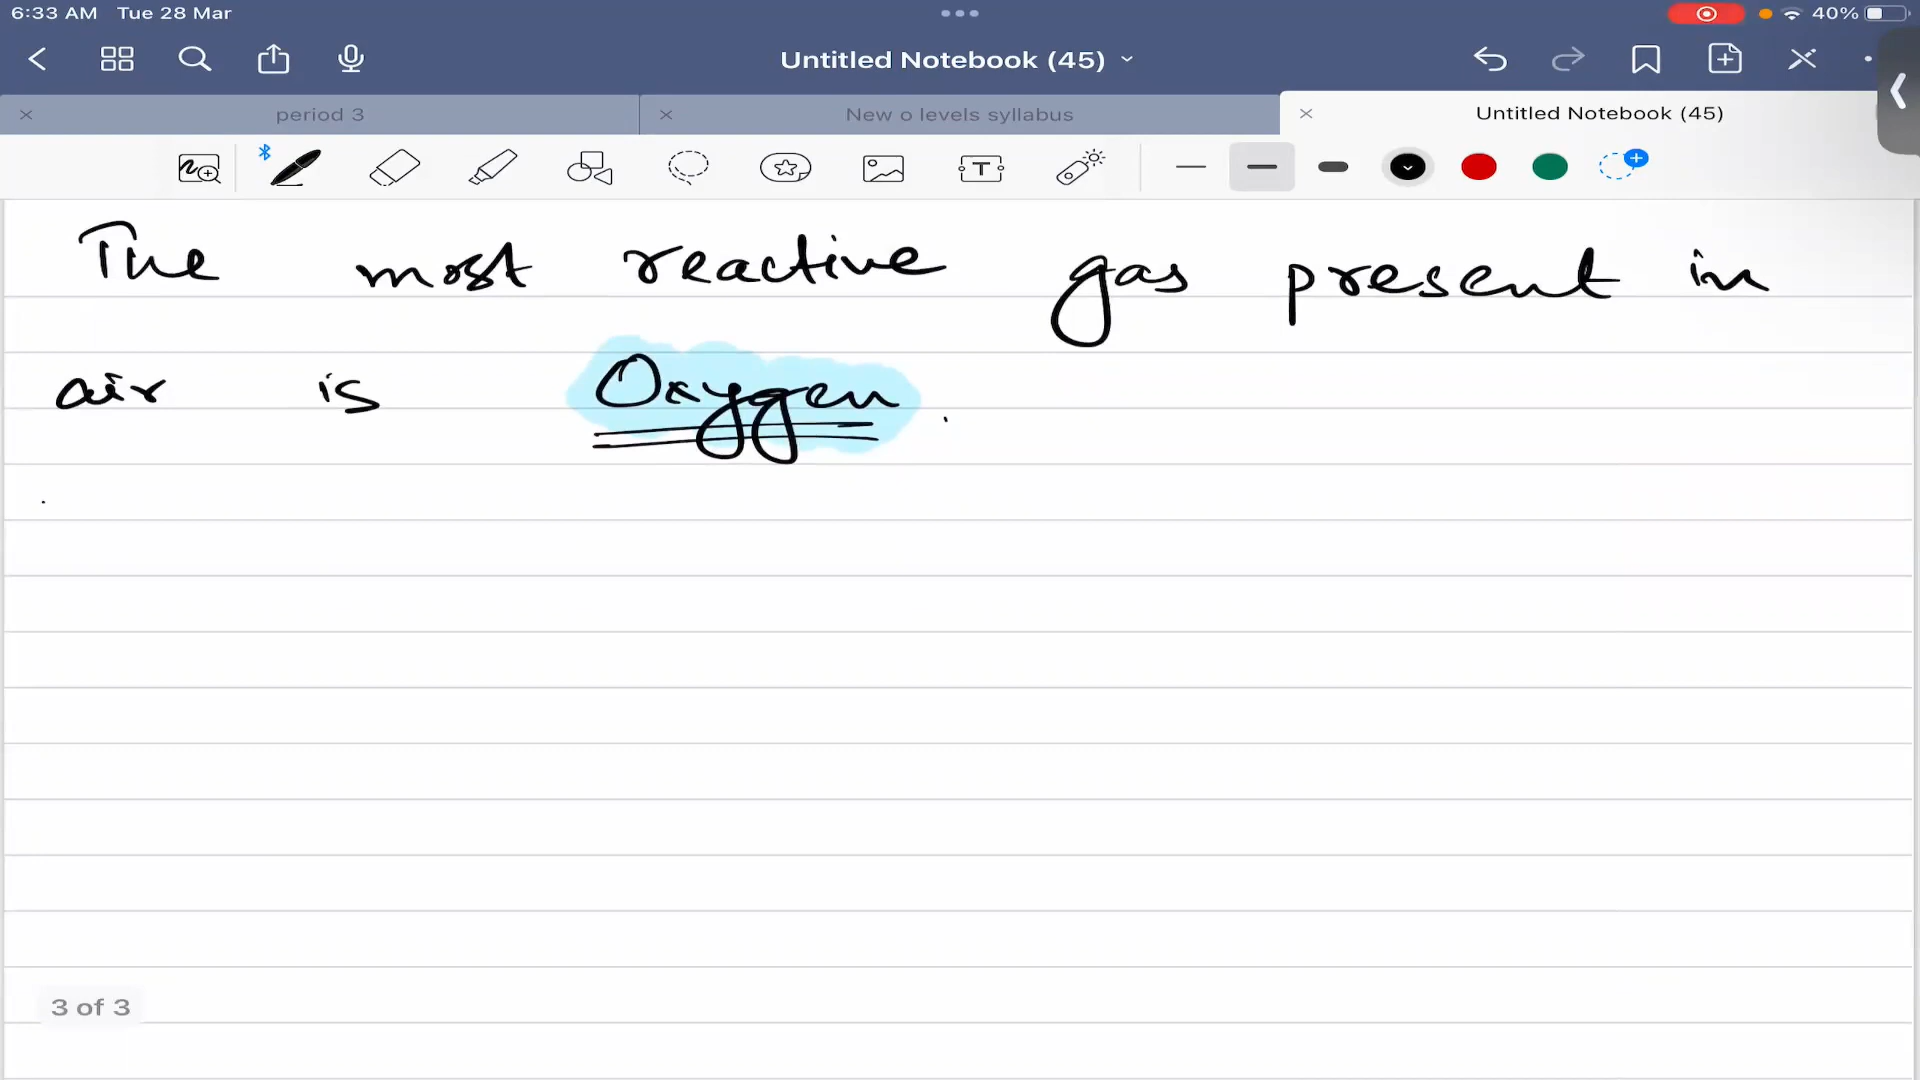 6:33 AM Tue 28 Mar
40%
Untitled Notebook (45)
period 3
New o levels syllabus
Untitled Notebook (45)
T
The most reactive gas present in
air is Oxygen.
3 of 3